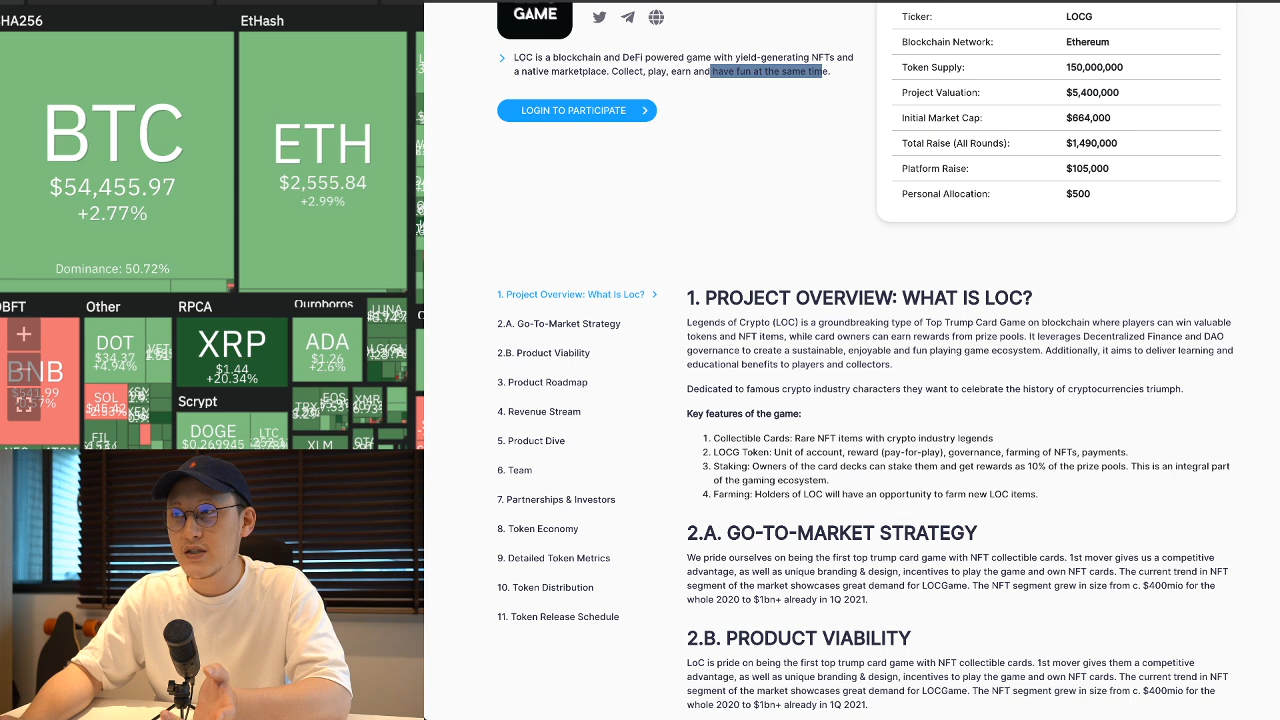 HA256
EtHash
BTC
$54,455.97
+2.77%
Dominance: 50.72%
ETH
$2,555.84
+2.99%
BFT
Other
RPCA
Ouroboros
BNB
DOT
$34.37
+4.94%
XRP
$1.44
+20.34%
ADA
$1.26
+2.6%
LUNA
SOL
Scrypt
DOGE
$0.269945
LTC
TRX
EOS
XMR
FIL
XLM
GAME
LOC is a blockchain and DeFi powered game with yield-generating NFTs and
a native marketplace. Collect, play, earn and have fun at the same time.
LOGIN TO PARTICIPATE
Ticker: LOCG
Blockchain Network: Ethereum
Token Supply: 150,000,000
Project Valuation: $5,400,000
Initial Market Cap: $664,000
Total Raise (All Rounds): $1,490,000
Platform Raise: $105,000
Personal Allocation: $500
1. Project Overview: What Is Loc?
2.A. Go-To-Market Strategy
2.B. Product Viability
3. Product Roadmap
4. Revenue Stream
5. Product Dive
6. Team
7. Partnerships & Investors
8. Token Economy
9. Detailed Token Metrics
10. Token Distribution
11. Token Release Schedule
1. PROJECT OVERVIEW: WHAT IS LOC?
Legends of Crypto (LOC) is a groundbreaking type of Top Trump Card Game on blockchain where players can win valuable
tokens and NFT items, while card owners can earn rewards from prize pools. It leverages Decentralized Finance and DAO
governance to create a sustainable, enjoyable and fun playing game ecosystem. Additionally, it aims to deliver learning and
educational benefits to players and collectors.
Dedicated to famous crypto industry characters they want to celebrate the history of cryptocurrencies triumph.
Key features of the game:
1. Collectible Cards: Rare NFT items with crypto industry legends
2. LOCG Token: Unit of account, reward (pay-for-play), governance, farming of NFTs, payments.
3. Staking: Owners of the card decks can stake them and get rewards as 10% of the prize pools. This is an integral part
of the gaming ecosystem.
4. Farming: Holders of LOC will have an opportunity to farm new LOC items.
2.A. GO-TO-MARKET STRATEGY
We pride ourselves on being the first top trump card game with NFT collectible cards. 1st mover gives us a competitive
advantage, as well as unique branding & design, incentives to play the game and own NFT cards. The current trend in NFT
segment of the market showcases great demand for LOCGame. The NFT segment grew in size from c. $400mio for the
whole 2020 to $1bn+ already in 1Q 2021.
2.B. PRODUCT VIABILITY
LoC is pride on being the first top trump card game with NFT collectible cards. 1st mover gives them a competitive
advantage, as well as unique branding & design, incentives to play the game and own NFT cards. The current trend in NFT
segment of the market showcases great demand for LOCGame. The NFT segment grew in size from c. $400mio for the
whole 2020 to $1bn+ already in 1Q 2021.